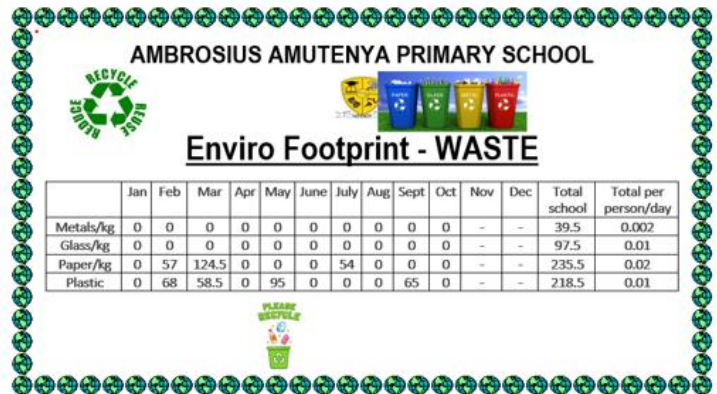 AMBROSIUS AMUTENYA PRIMARY SCHOOL
RECYCLE REUSE REDUCE
PAPER GLASS METAL PLASTIC
Enviro Footprint - WASTE
Jan Feb Mar Apr May June July Aug Sept Oct Nov Dec Total school Total per person/day
Metals/kg 0 0 0 0 0 0 0 0 0 0 - - 39.5 0.002
Glass/kg 0 0 0 0 0 0 0 0 0 0 - - 97.5 0.01
Paper/kg 0 57 124.5 0 0 0 54 0 0 0 - - 235.5 0.02
Plastic 0 68 58.5 0 95 0 0 0 65 0 - - 218.5 0.01
PLEASE
RECYCLE